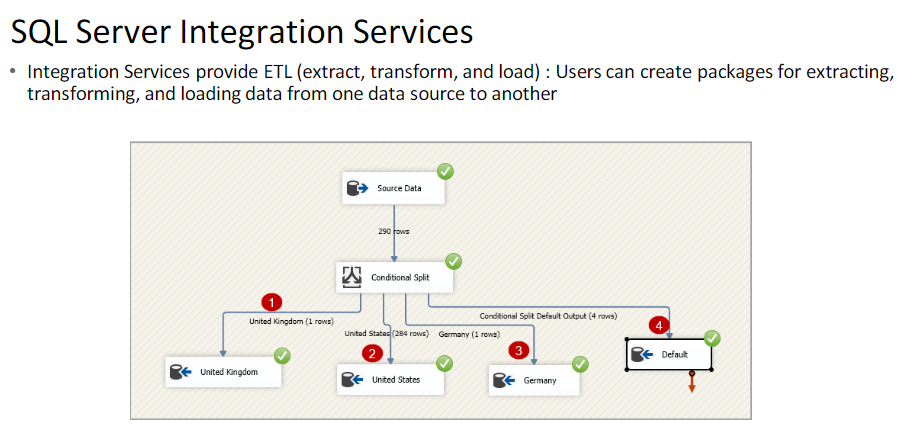 SQL Server Integration Services
• Integration Services provide ETL (extract, transform, and load) : Users can create packages for extracting,
transforming, and loading data from one data source to another
Source Data
290 rows
Conditional Split
1
United Kingdom (1 rows)
Conditional Split Default Output (4 rows)
4
United States (284 rows)
Germany (1 rows)
2
3
Default
United Kingdom
United States
Germany